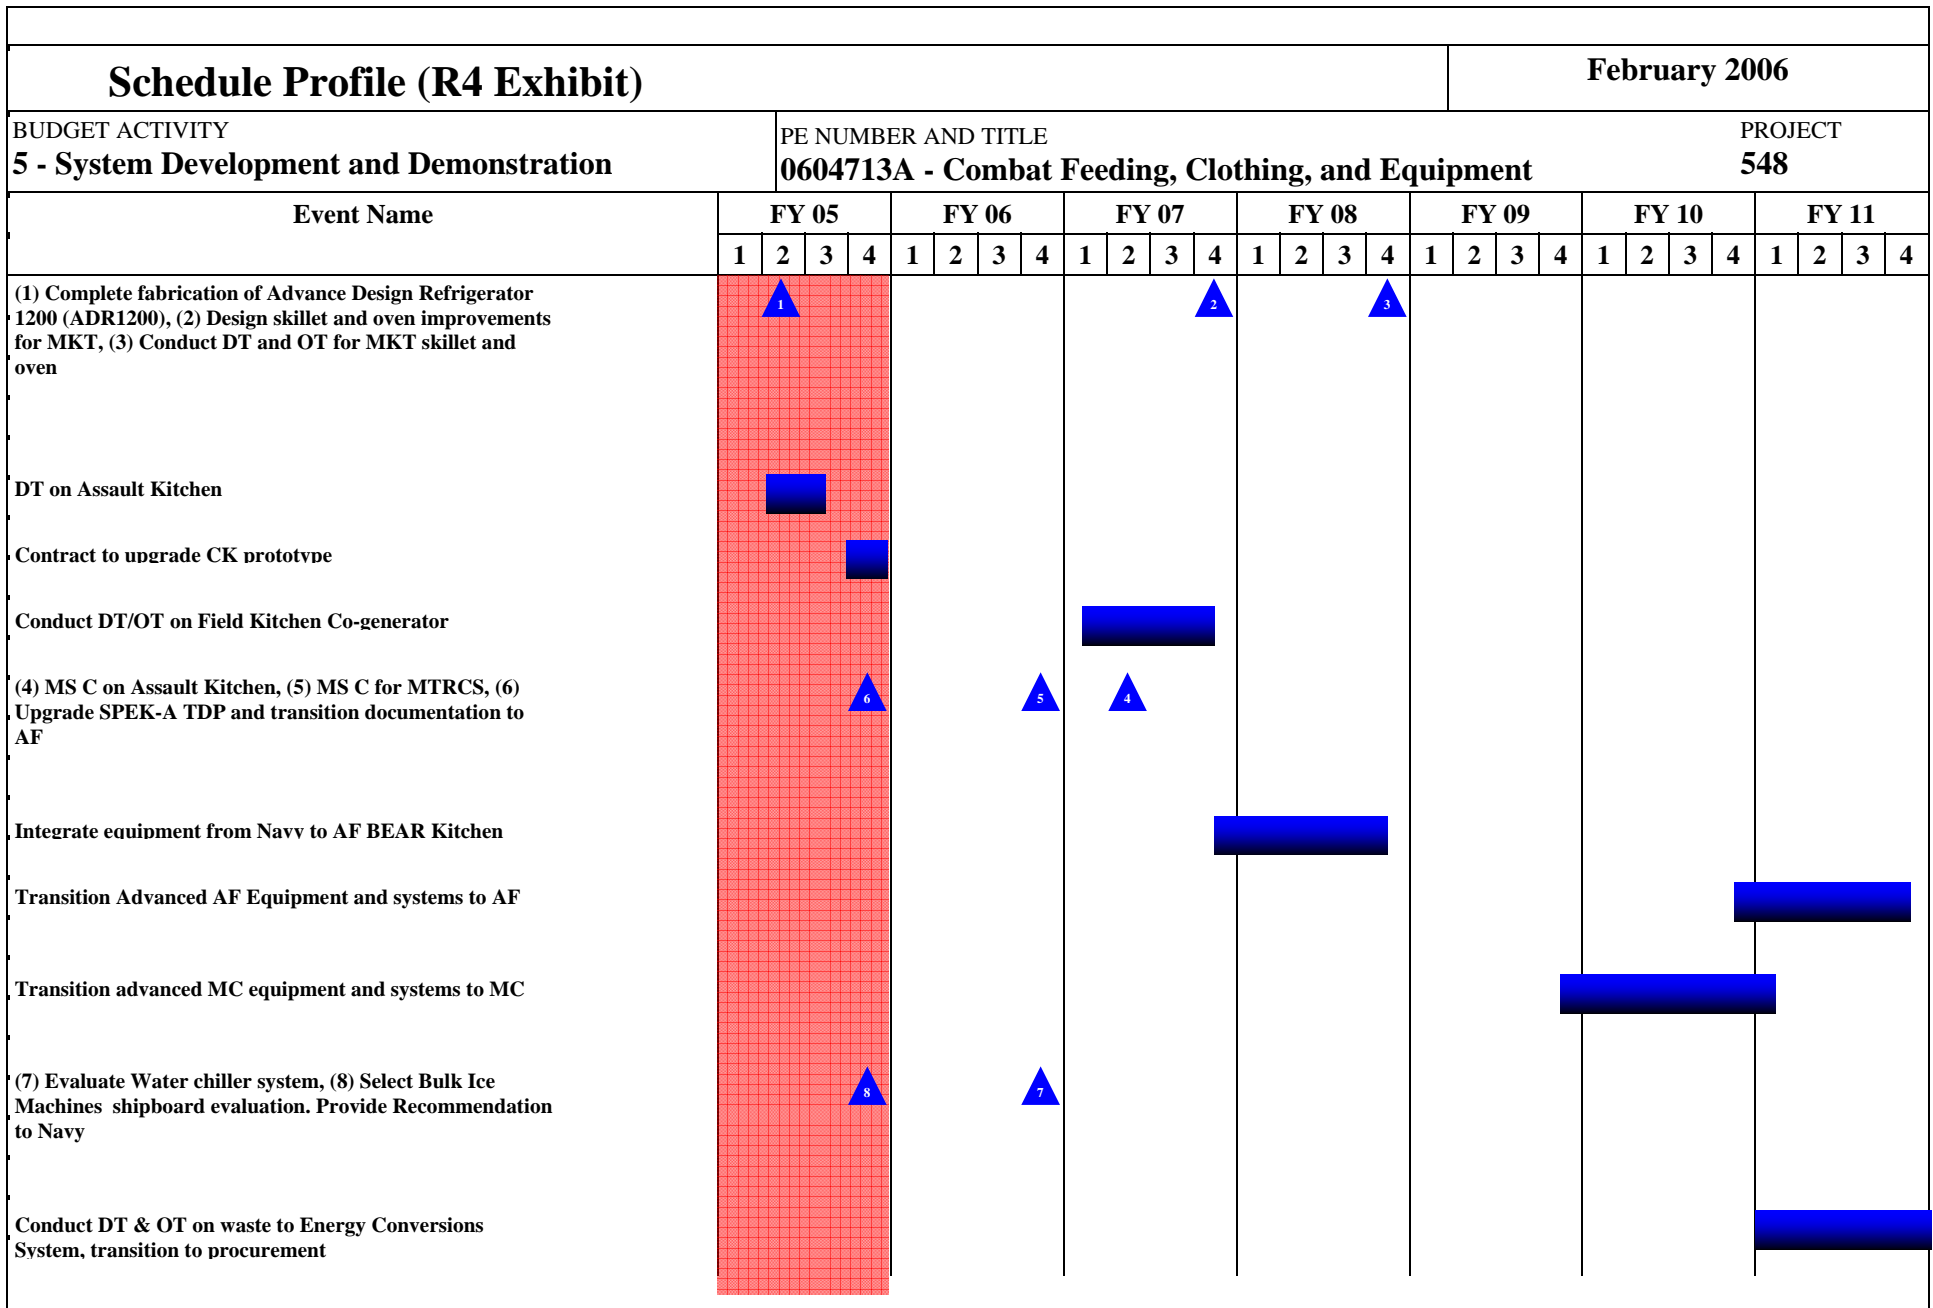 Schedule Profile (R4 Exhibit)
February 2006
BUDGET ACTIVITY
5 - System Development and Demonstration
PE NUMBER AND TITLE
0604713A - Combat Feeding, Clothing, and Equipment
PROJECT
548
Event Name
FY 05 FY 06 FY 07 FY 08 FY 09 FY 10 FY 11
1 2 3 4 1 2 3 4 1 2 3 4 1 2 3 4 1 2 3 4 1 2 3 4 1 2 3 4
(1) Complete fabrication of Advance Design Refrigerator
1200 (ADR1200), (2) Design skillet and oven improvements
for MKT, (3) Conduct DT and OT for MKT skillet and
oven
1 2 3
DT on Assault Kitchen
Contract to upgrade CK prototype
Conduct DT/OT on Field Kitchen Co-generator
(4) MS C on Assault Kitchen, (5) MS C for MTRCS, (6)
Upgrade SPEK-A TDP and transition documentation to
AF
6 5 4
Integrate equipment from Navy to AF BEAR Kitchen
Transition Advanced AF Equipment and systems to AF
Transition advanced MC equipment and systems to MC
(7) Evaluate Water chiller system, (8) Select Bulk Ice
Machines  shipboard evaluation. Provide Recommendation
to Navy
8 7
Conduct DT & OT on waste to Energy Conversions
System, transition to procurement